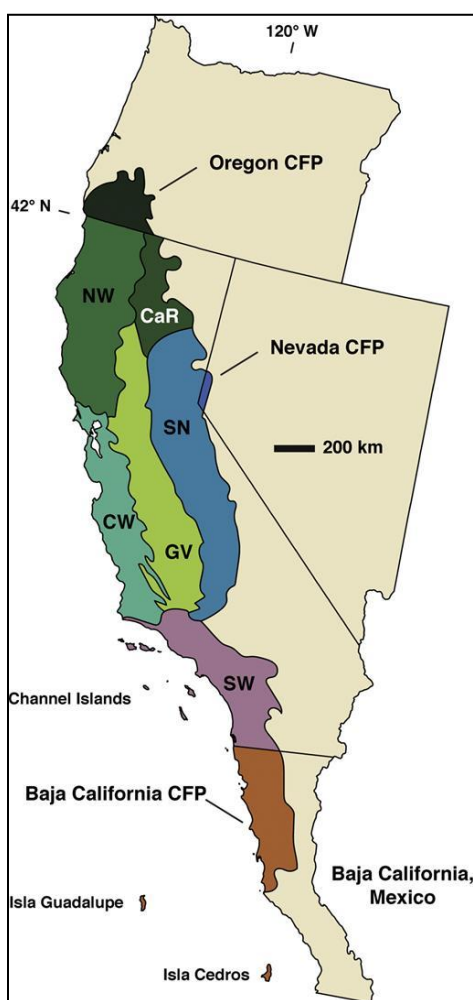 120° W
Oregon CFP
42° N
NW
CaR
Nevada CFP
SN
200 km
CW
GV
SW
Channel Islands
Baja California CFP
Baja California,
Mexico
Isla Guadalupe
Isla Cedros